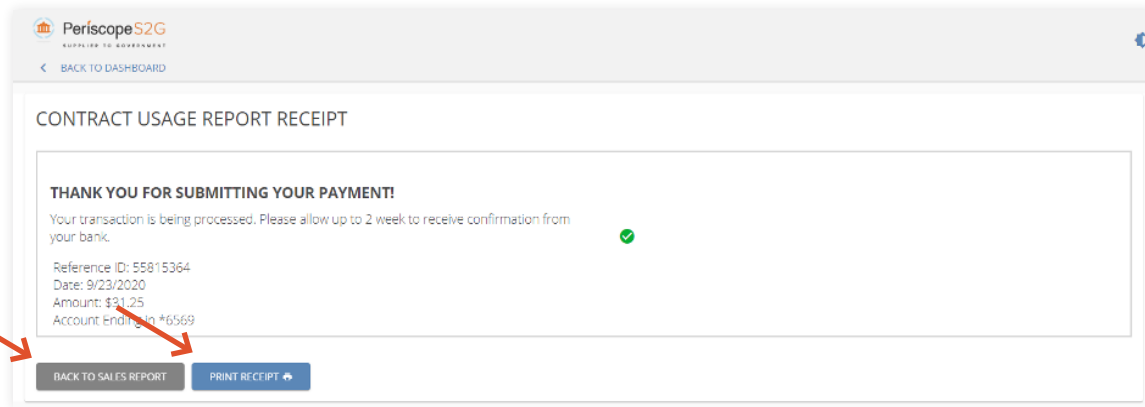 Periscope S2G
SUPPLIER TO GOVERNMENT
BACK TO DASHBOARD
CONTRACT USAGE REPORT RECEIPT
THANK YOU FOR SUBMITTING YOUR PAYMENT!
Your transaction is being processed. Please allow up to 2 week to receive confirmation from
your bank.
Reference ID: 55815364
Date: 9/23/2020
Amount: $31.25
Account Ending in *6569
BACK TO SALES REPORT PRINT RECEIPT